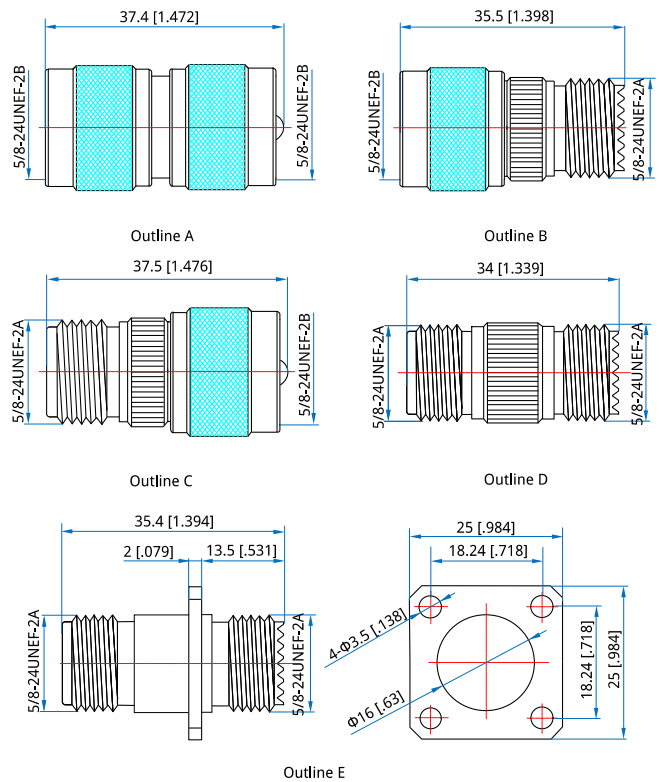 37.4 [1.472]
5/8-24UNEF-2B
5/8-24UNEF-2B
Outline A
35.5 [1.398]
5/8-24UNEF-2B
5/8-24UNEF-2A
Outline B
37.5 [1.476]
5/8-24UNEF-2A
5/8-24UNEF-2B
Outline C
34 [1.339]
5/8-24UNEF-2A
5/8-24UNEF-2A
Outline D
35.4 [1.394]
2 [.079]
13.5 [.531]
5/8-24UNEF-2A
5/8-24UNEF-2A
25 [.984]
18.24 [.718]
4-Φ3.5 [.138]
Φ16 [.63]
18.24 [.718]
25 [.984]
Outline E